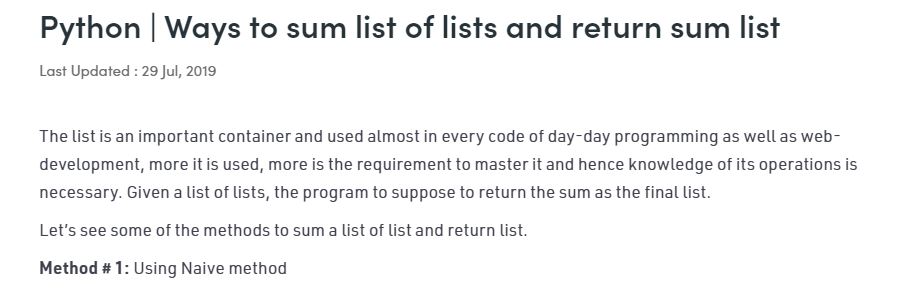 Python | Ways to sum list of lists and return sum list
Last Updated : 29 Jul, 2019
The list is an important container and used almost in every code of day-day programming as well as web-
development, more it is used, more is the requirement to master it and hence knowledge of its operations is
necessary. Given a list of lists, the program to suppose to return the sum as the final list.
Let’s see some of the methods to sum a list of list and return list.
Method # 1: Using Naive method